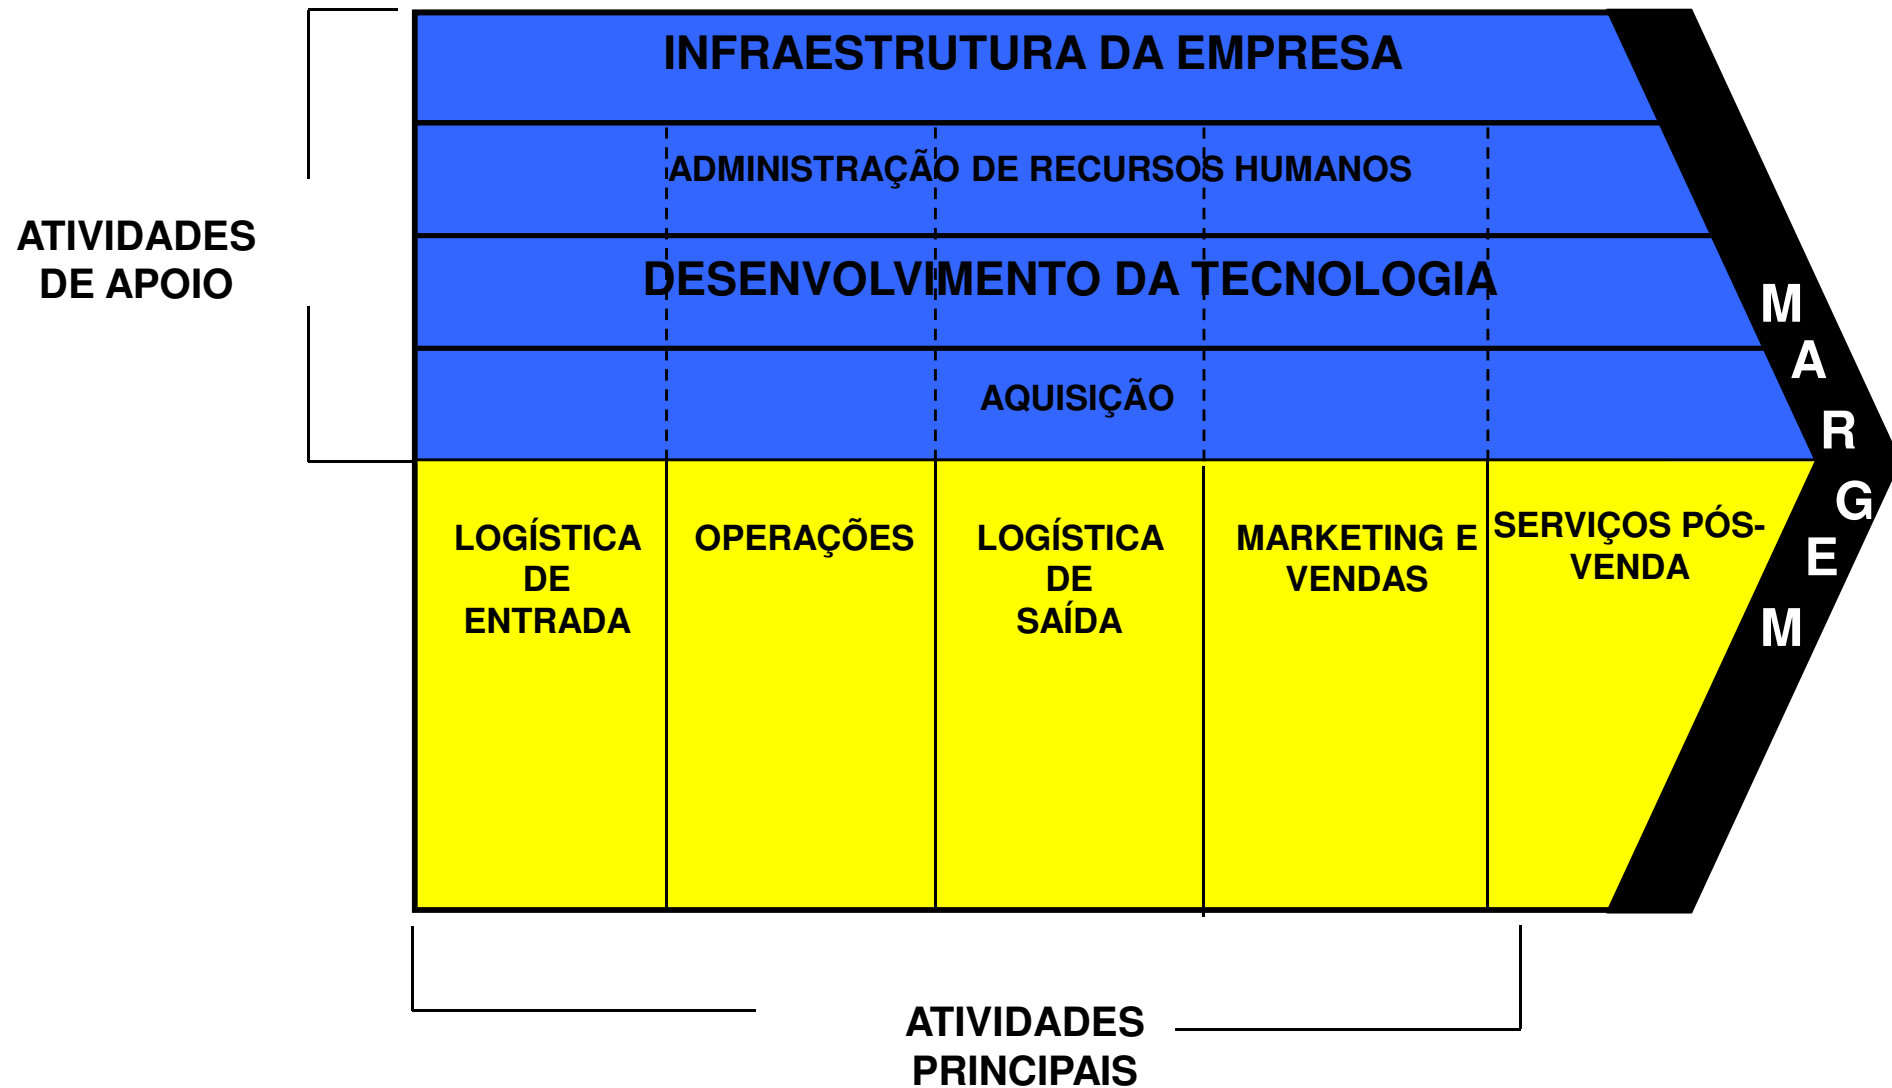 INFRAESTRUTURA DA EMPRESA
ADMINISTRAÇÃO DE RECURSOS HUMANOS
ATIVIDADES
DE APOIO
DESENVOLVIMENTO DA TECNOLOGIA
AQUISIÇÃO
LOGÍSTICA
DE
ENTRADA
OPERAÇÕES
LOGÍSTICA
DE
SAÍDA
MARKETING E
VENDAS
SERVIÇOS PÓS-
VENDA
M
A
R
G
E
M
ATIVIDADES
PRINCIPAIS